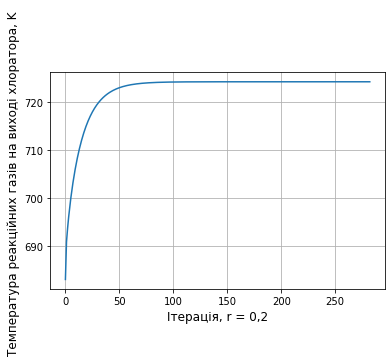 Температура реакційних газів на виході хлоратора, К
720
710
700
690
0 50 100 150 200 250
Ітерація, r = 0,2